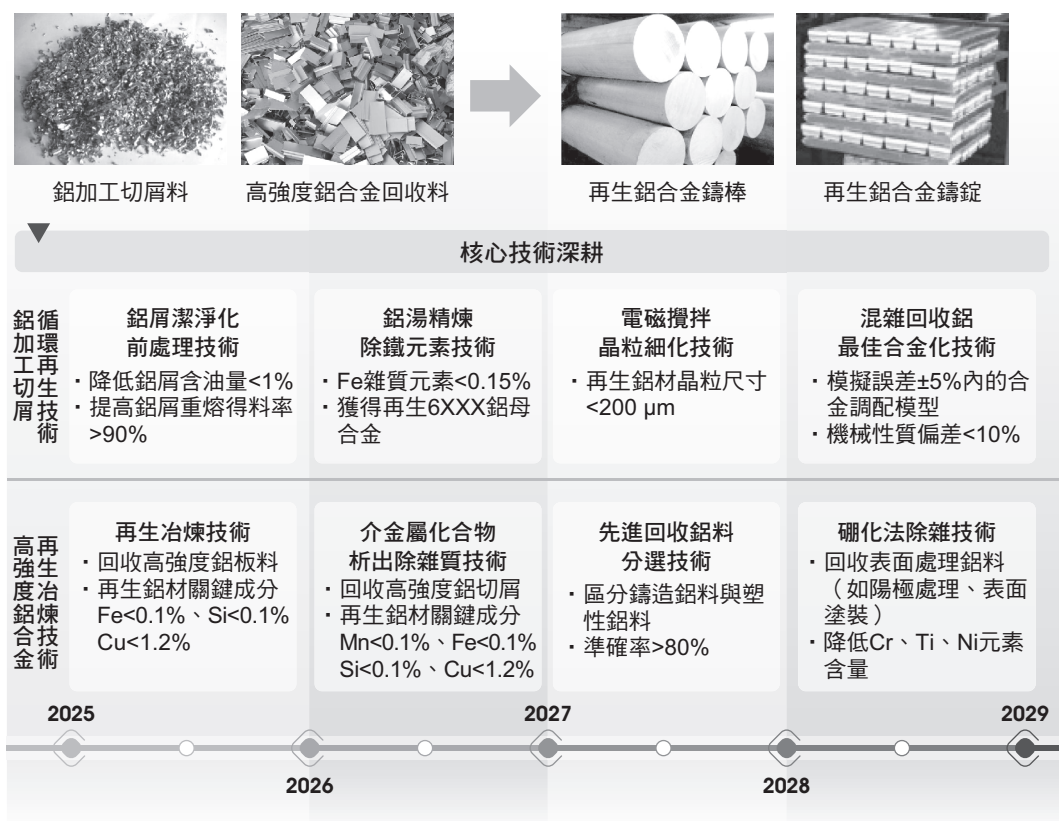 鋁加工切屑料
高強度鋁合金回收料
再生鋁合金鑄棒
再生鋁合金鑄錠
核心技術深耕
鋁加工切屑
循環再生技術
鋁屑潔淨化
前處理技術
・降低鋁屑含油量<1%
・提高鋁屑重熔得料率
>90%
鋁湯精煉
除鐵元素技術
・Fe雜質元素<0.15%
・獲得再生6XXX鋁母
合金
電磁攪拌
晶粒細化技術
・再生鋁材晶粒尺寸
<200 μm
混雜回收鋁
最佳合金化技術
・模擬誤差±5%內的合
金調配模型
・機械性質偏差<10%
高強度鋁合金
再生冶煉技術
再生冶煉技術
・回收高強度鋁板料
・再生鋁材關鍵成分
Fe<0.1%、Si<0.1%
Cu<1.2%
介金屬化合物
析出除雜質技術
・回收高強度鋁切屑
・再生鋁材關鍵成分
Mn<0.1%、Fe<0.1%
Si<0.1%、Cu<1.2%
先進回收鋁料
分選技術
・區分鑄造鋁料與塑
性鋁料
・準確率>80%
硼化法除雜技術
・回收表面處理鋁料
（如陽極處理、表面
塗裝）
・降低Cr、Ti、Ni元素
含量
2025
2026
2027
2028
2029